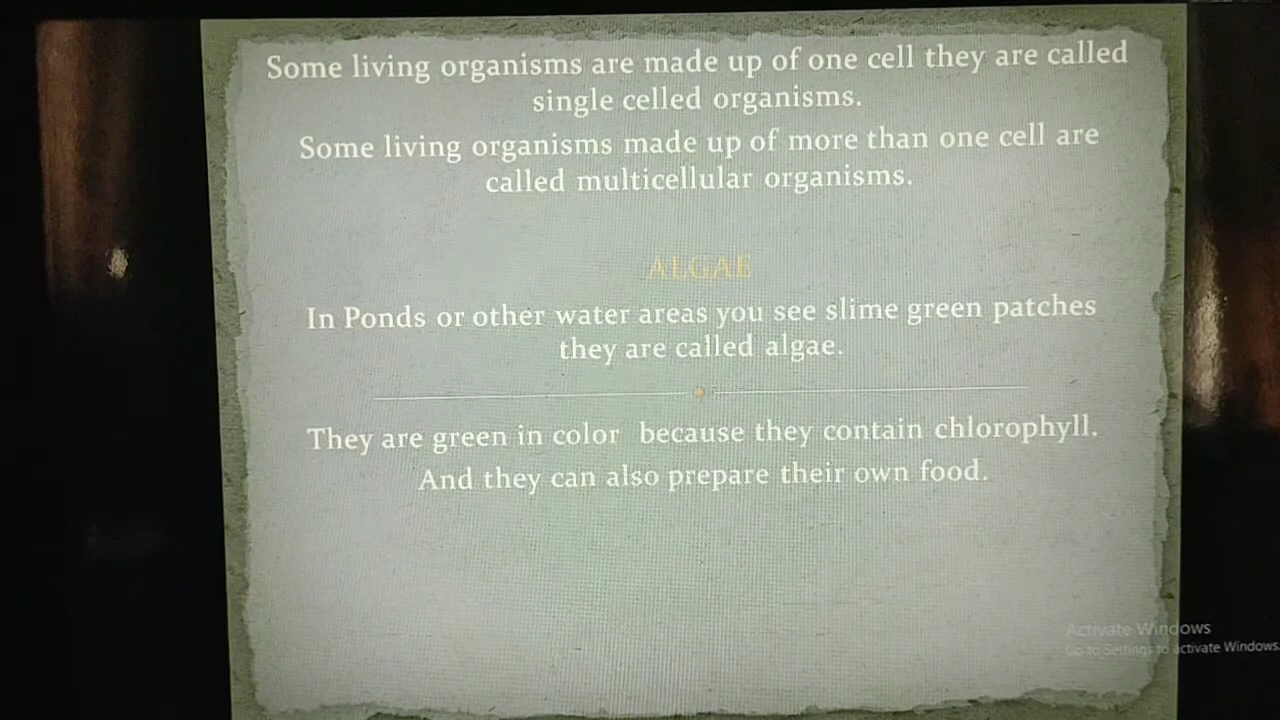 Some living organisms are made up of one cell they are called
single celled organisms.
Some living organisms made up of more than one cell are
called multicellular organisms.
ALGAE
In Ponds or other water areas you see slime green patches
they are called algae.
They are green in color because they contain chlorophyll.
And they can also prepare their own food.
Activate Windows
Go to Settings to activate Windows.